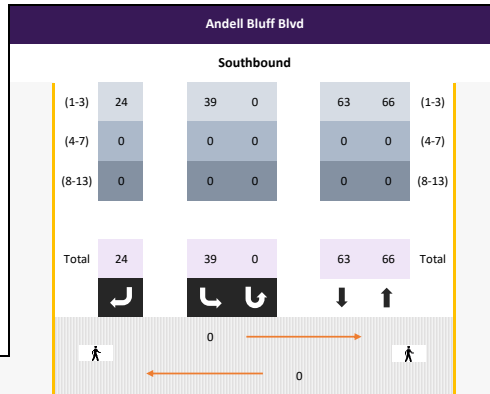 Andell Bluff Blvd
Southbound
(1-3) 24 39 0 63 66 (1-3)
(4-7) 0 0 0 0 0 (4-7)
(8-13) 0 0 0 0 0 (8-13)
Total 24 39 0 63 66 Total
0
0